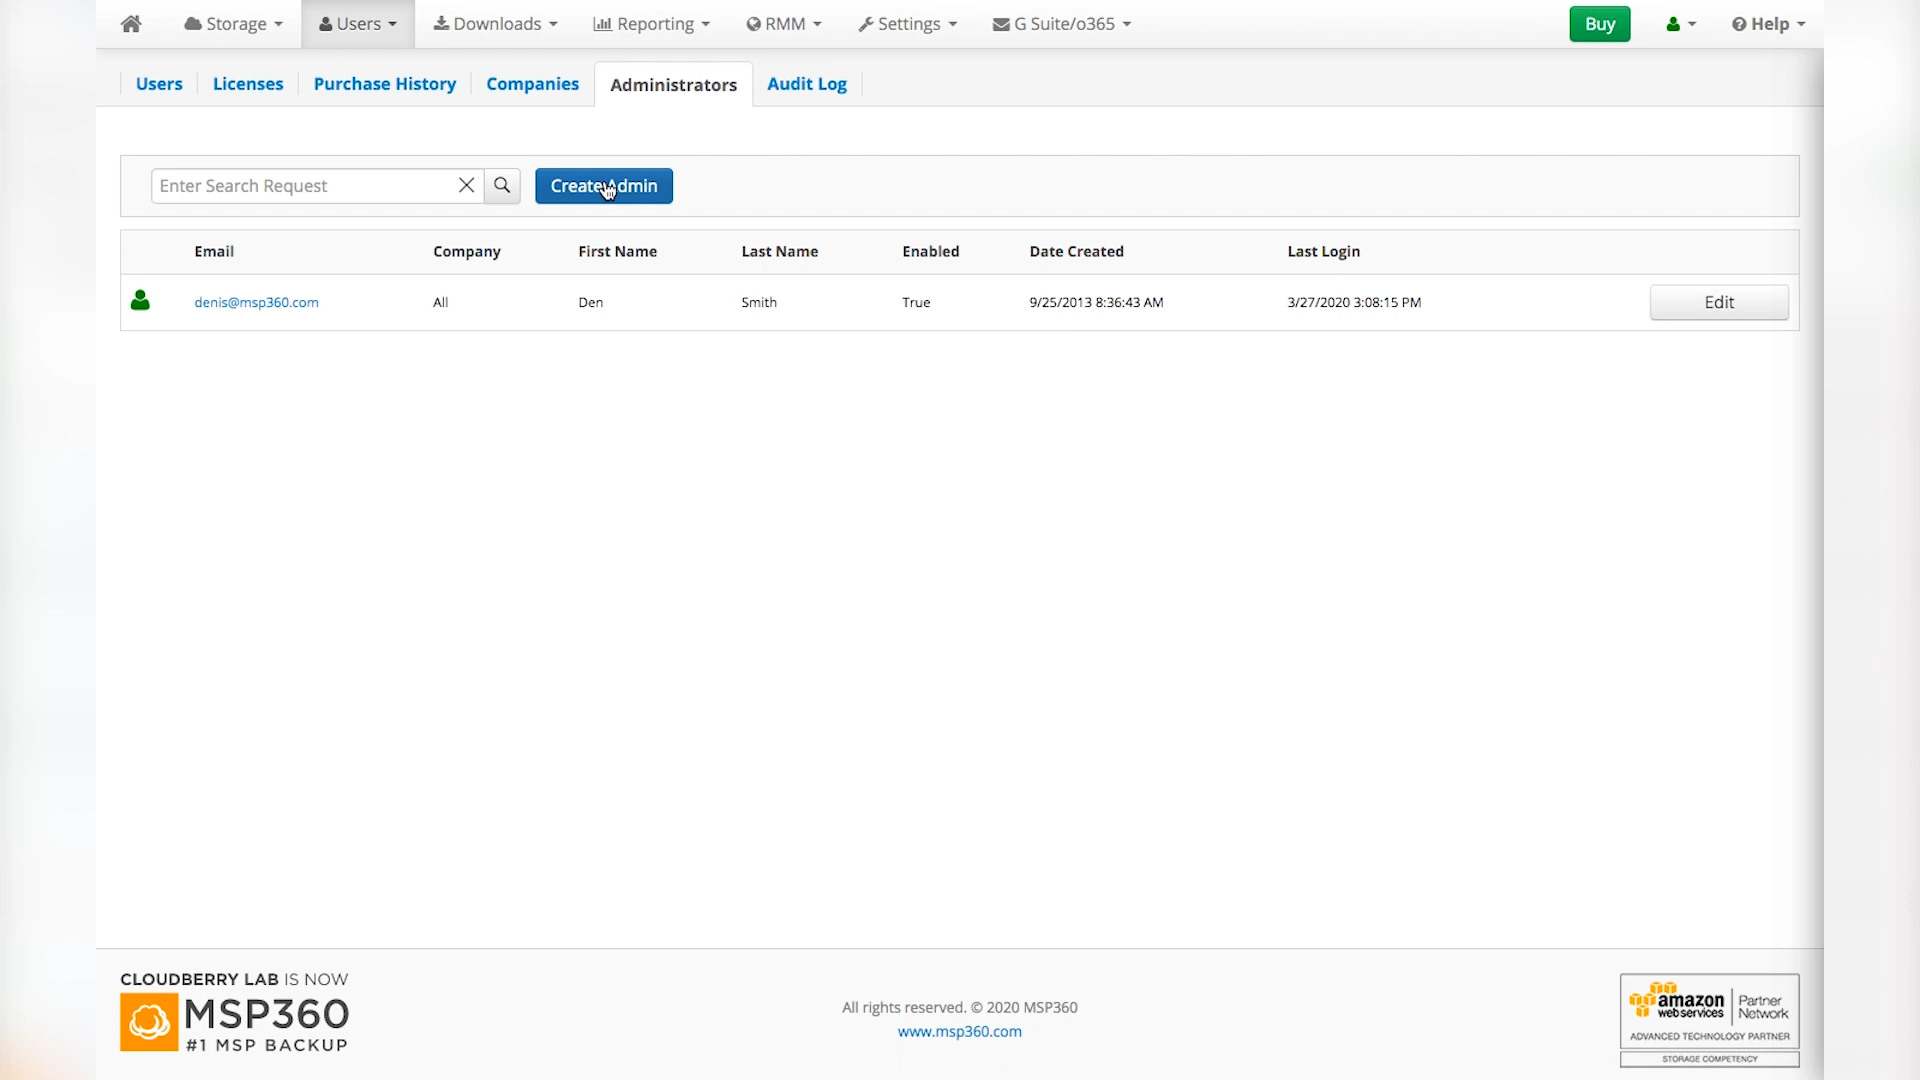 Storage Users Downloads Reporting RMM Settings G Suite/o365 Buy Help
Users Licenses Purchase History Companies Administrators Audit Log
Enter Search Request Create Admin
Email Company First Name Last Name Enabled Date Created Last Login
denis@msp360.com All Den Smith True 9/25/2013 8:36:43 AM 3/27/2020 3:08:15 PM Edit
CLOUDBERRY LAB IS NOW
MSP360
#1 MSP BACKUP
All rights reserved. © 2020 MSP360
www.msp360.com
amazon webservices Partner Network
ADVANCED TECHNOLOGY PARTNER
STORAGE COMPETENCY